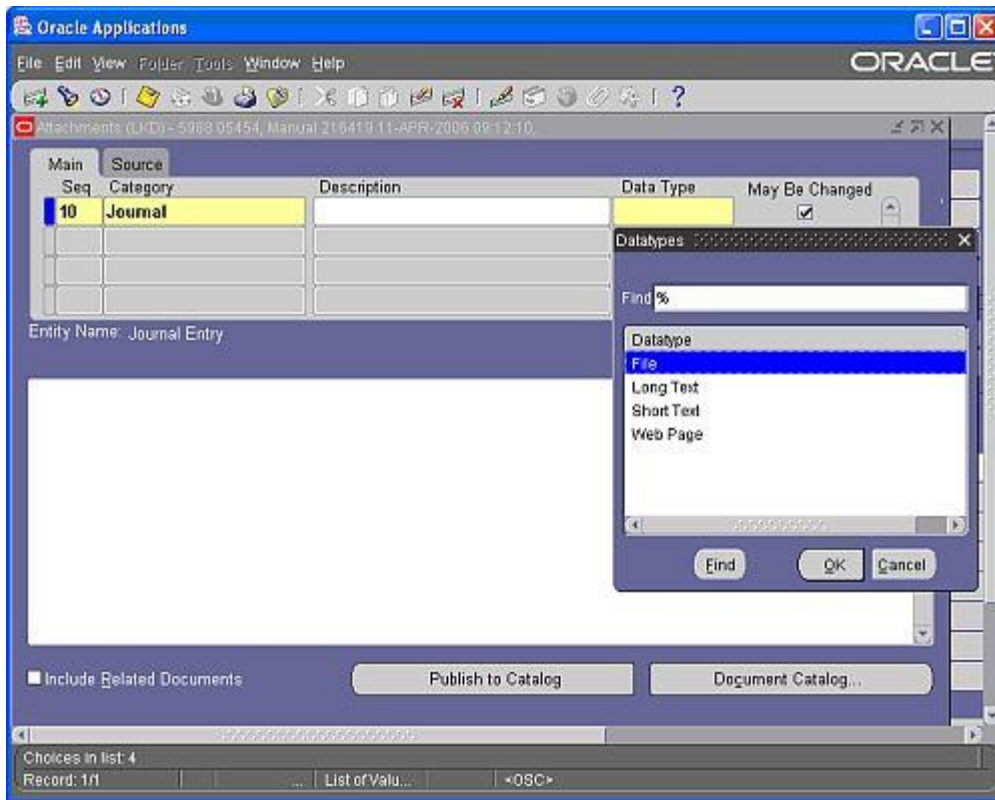 Oracle Applications
File Edit View Folder Tools Window Help
ORACLE
Attachments (LKD) - 5988 05454, Manual 216419 11-APR-2006 09:12:10,
Main Source
Seq Category Description Data Type May Be Changed
10 Journal
Datatypes
Find %
Entity Name: Journal Entry
Datatype
File
Long Text
Short Text
Web Page
Find OK Cancel
Include Related Documents Publish to Catalog Document Catalog...
Choices in list: 4
Record: 1/1 ... List of Valu... <OSC>